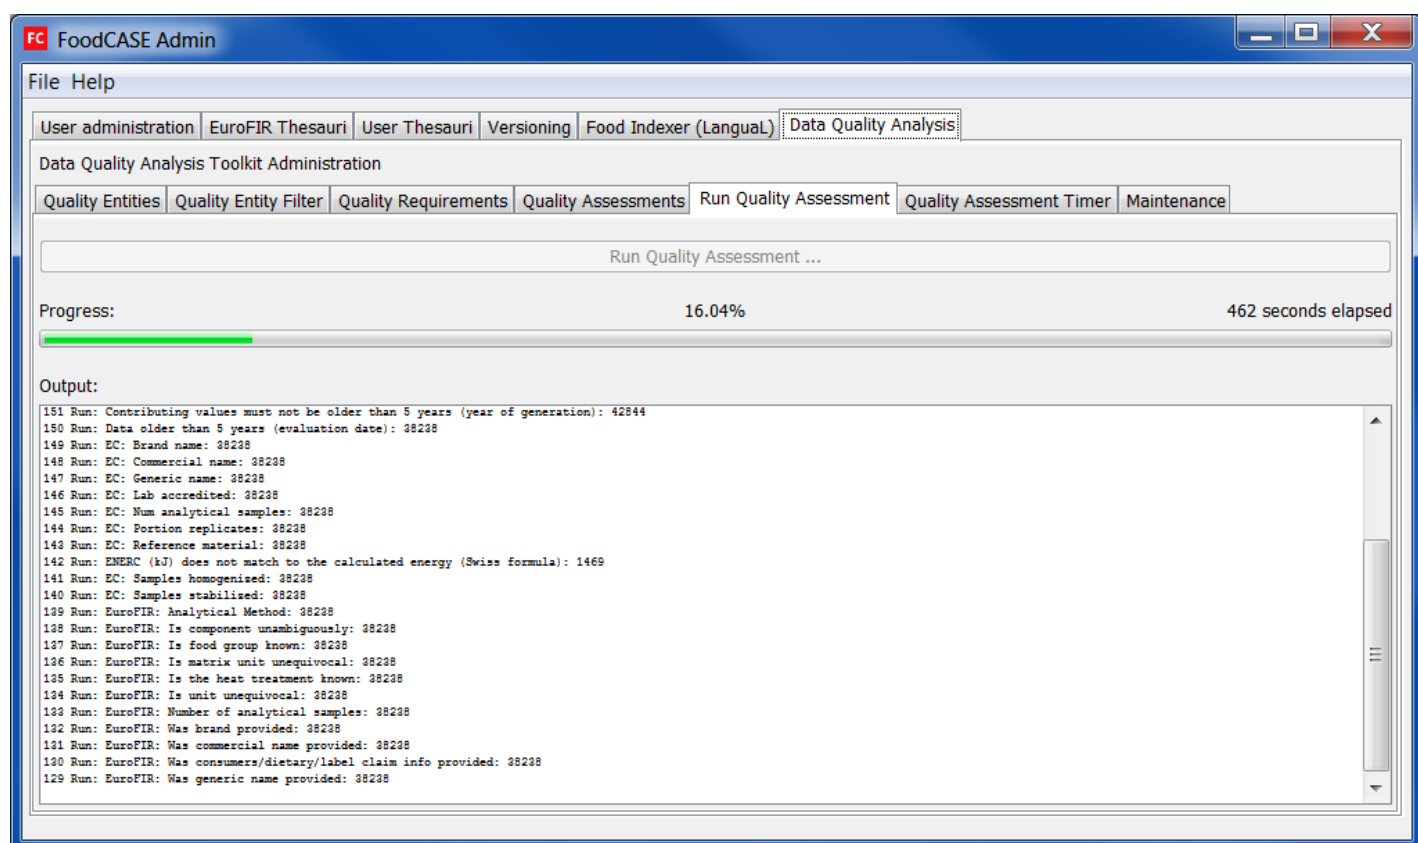 FC FoodCASE Admin
File Help
User administration EuroFIR Thesauri User Thesauri Versioning Food Indexer (LanguaL) Data Quality Analysis
Data Quality Analysis Toolkit Administration
Quality Entities Quality Entity Filter Quality Requirements Quality Assessments Run Quality Assessment Quality Assessment Timer Maintenance
Run Quality Assessment ...
Progress: 16.04% 462 seconds elapsed
Output:
151 Run: Contributing values must not be older than 5 years (year of generation): 42844
150 Run: Data older than 5 years (evaluation date): 38238
149 Run: EC: Brand name: 38238
148 Run: EC: Commercial name: 38238
147 Run: EC: Generic name: 38238
146 Run: EC: Lab accredited: 38238
145 Run: EC: Num analytical samples: 38238
144 Run: EC: Portion replicates: 38238
143 Run: EC: Reference material: 38238
142 Run: ENERC (kJ) does not match to the calculated energy (Swiss formula): 1469
141 Run: EC: Samples homogenized: 38238
140 Run: EC: Samples stabilized: 38238
139 Run: EuroFIR: Analytical Method: 38238
138 Run: EuroFIR: Is component unambiguously: 38238
137 Run: EuroFIR: Is food group known: 38238
136 Run: EuroFIR: Is matrix unit unequivocal: 38238
135 Run: EuroFIR: Is the heat treatment known: 38238
134 Run: EuroFIR: Is unit unequivocal: 38238
133 Run: EuroFIR: Number of analytical samples: 38238
132 Run: EuroFIR: Was brand provided: 38238
131 Run: EuroFIR: Was commercial name provided: 38238
130 Run: EuroFIR: Was consumers/dietary/label claim info provided: 38238
129 Run: EuroFIR: Was generic name provided: 38238